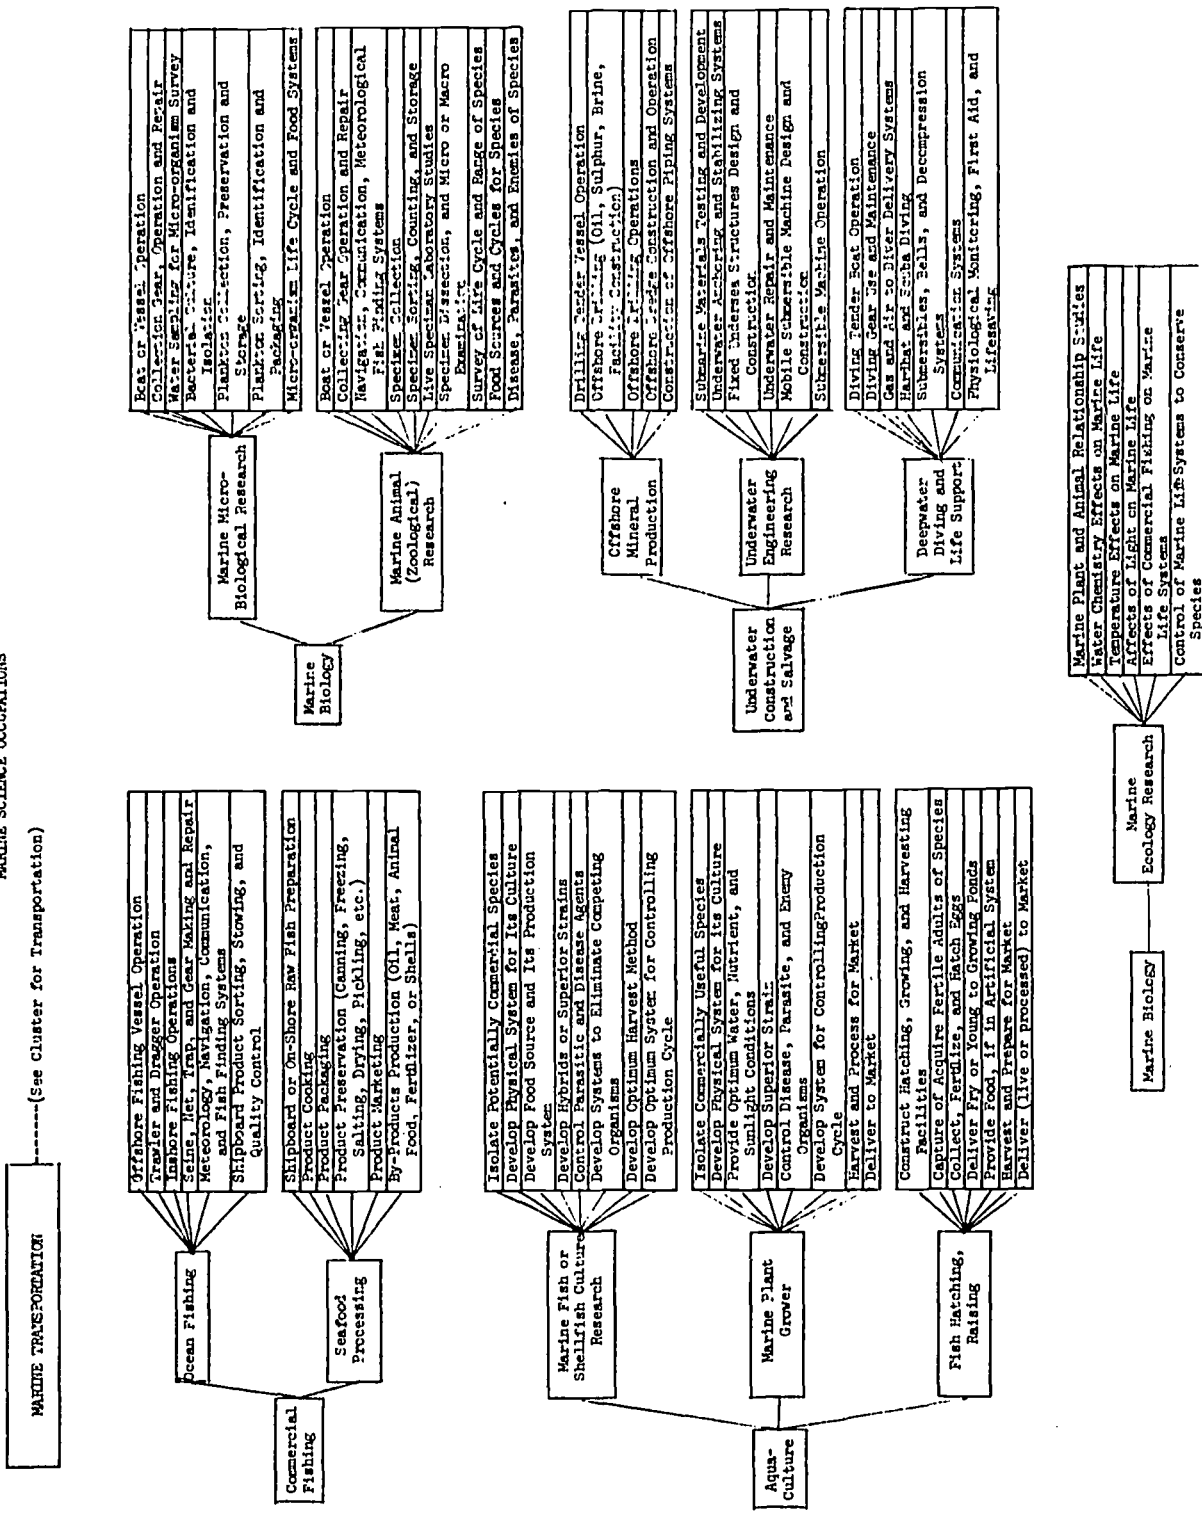 MARINE SCIENCE OCCUPATIONS
MARINE TRANSPORTATION
------(See Cluster for Transportation)
Commercial
Fishing
Ocean Fishing
Offshore Fishing Vessel Operation
Trawler and Dragger Operation
Inshore Fishing Operations
Seine, Net, Trap, and Gear Making and Repair
Meteorology, Navigation, Communication,
and Fish Finding Systems
Shipboard Product Sorting, Stowing, and
Quality Control
Seafood
Processing
Shipboard or On-Shore Raw Fish Preparation
Product Cooking
Product Packaging
Product Preservation (Canning, Freezing,
Salting, Drying, Pickling, etc.)
Product Marketing
By-Products Production (Oil, Meat, Animal
Food, Fertilizer, or Shells)
Aqua-
Culture
Marine Fish or
Shellfish Culture
Research
Isolate Potentially Commercial Species
Develop Physical System for Its Culture
Develop Food Source and Its Production
System
Develop Hybrids or Superior Strains
Control Parasitic and Disease Agents
Develop Systems to Eliminate Competing
Organisms
Develop Optimum Harvest Method
Develop Optimum System for Controlling
Production Cycle
Marine Plant
Grower
Isolate Commercially Useful Species
Develop Physical System for its Culture
Provide Optimum Water, Nutrient, and
Sunlight Conditions
Develop Superior Strain
Control Disease, Parasite, and Enemy
Organisms
Develop System for ControllingProduction
Cycle
Harvest and Process for Market
Deliver to Market
Fish Hatching,
Raising
Construct Hatching, Growing, and Harvesting
Facilities
Capture of Acquire Fertile Adults of Species
Collect, Fertilize, and Hatch Eggs
Deliver Fry or Young to Growing Ponds
Provide Food, if in Artificial System
Harvest and Prepare for Market
Deliver (live or processed) to Market
Marine
Biology
Marine Micro-
Biological Research
Boat or Vessel Operation
Collection Gear, Operation and Repair
Water Sampling for Micro-organism Survey
Bacterial Culture, Idenification and
Isolation
Plankton Collection, Preservation and
Storage
Plankton Sorting, Identification and
Packaging
Micro-organism Life Cycle and Food Systems
Marine Animal
(Zoological)
Research
Boat or Vessel Operation
Collecting Gear Operation and Repair
Navigation, Communication, Meteorological
Fish Finding Systems
Specimen Collection
Specimen Sorting, Counting, and Storage
Live Specimen Laboratory Studies
Specimen Dissection, and Micro or Macro
Examination
Survey of Life Cycle and Range of Species
Food Sources and Cycles for Species
Disease, Parasites, and Enemies of Species
Underwater
Construction
and Salvage
Offshore
Mineral
Production
Drilling Tender Vessel Operation
Offshore Drilling (Oil, Sulphur, Brine,
Facility Construction)
Offshore Drilling Operations
Offshore Dredge Construction and Operation
Construction of Offshore Piping Systems
Underwater
Engineering
Research
Submarine Materials Testing and Development
Underwater Anchoring and Stabilizing Systems
Fixed Undersea Structures Design and
Construction
Underwater Repair and Maintenance
Mobile Submersible Machine Design and
Construction
Submersible Machine Operation
Deepwater
Diving and
Life Support
Diving Tender Boat Operation
Diving Gear Use and Maintenance
Gas and Air to Diver Delivery Systems
Hardhat and Scuba Diving
Submersibles, Bells, and Decompression
Systems
Communication Systems
Physiological Monitoring, First Aid, and
Lifesaving
Marine Biology
Marine
Ecology Research
Marine Plant and Animal Relationship Studies
Water Chemistry Effects on Marine Life
Temperature Effects on Marine Life
Affects of Light on Marine Life
Effects of Commercial Fishing on Marine
Life Systems
Control of Marine Life Systems to Conserve
Species